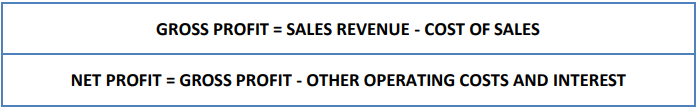 GROSS PROFIT = SALES REVENUE - COST OF SALES
NET PROFIT = GROSS PROFIT - OTHER OPERATING COSTS AND INTEREST